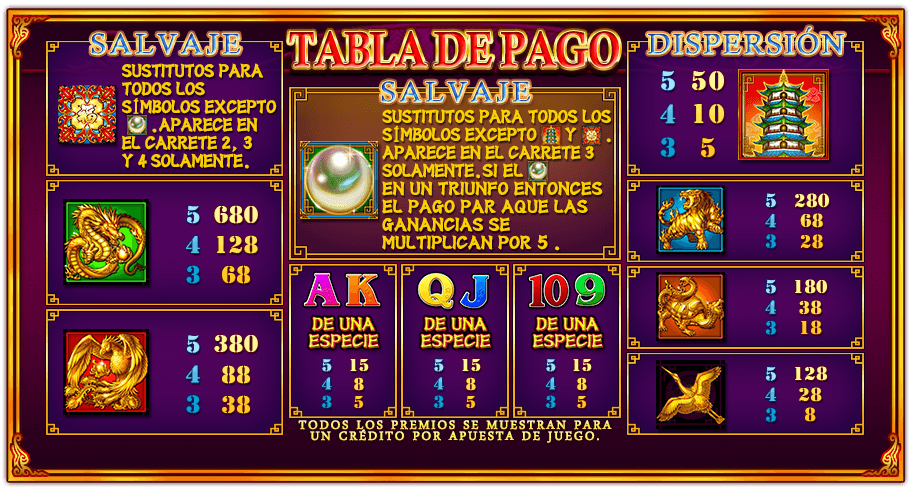 TABLA DE PAGO
SALVAJE
SUSTITUTOS PARA
TODOS LOS
SÍMBOLOS EXCEPTO
. APARECE EN
EL CARRETE 2, 3
Y 4 SOLAMENTE.
SALVAJE
SUSTITUTOS PARA TODOS LOS
SÍMBOLOS EXCEPTO Y .
APARECE EN EL CARRETE 3
SOLAMENTE. SI EL
EN UN TRIUNFO ENTONCES
EL PAGO PAR AQUE LAS
GANANCIAS SE
MULTIPLICAN POR 5 .
DISPERSIÓN
5 50
4 10
3 5
5 680
4 128
3 68
5 380
4 88
3 38
AK
DE UNA
ESPECIE
5 15
4 8
3 5
QJ
DE UNA
ESPECIE
5 15
4 8
3 5
109
DE UNA
ESPECIE
5 15
4 8
3 5
5 280
4 68
3 28
5 180
4 38
3 18
5 128
4 28
3 8
TODOS LOS PREMIOS SE MUESTRAN PARA
UN CRÉDITO POR APUESTA DE JUEGO.